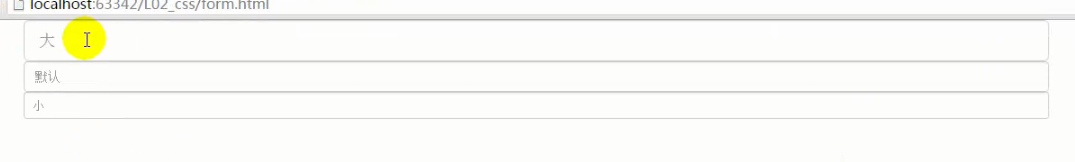 localhost:63342/L02_css/form.html
大
默认
小